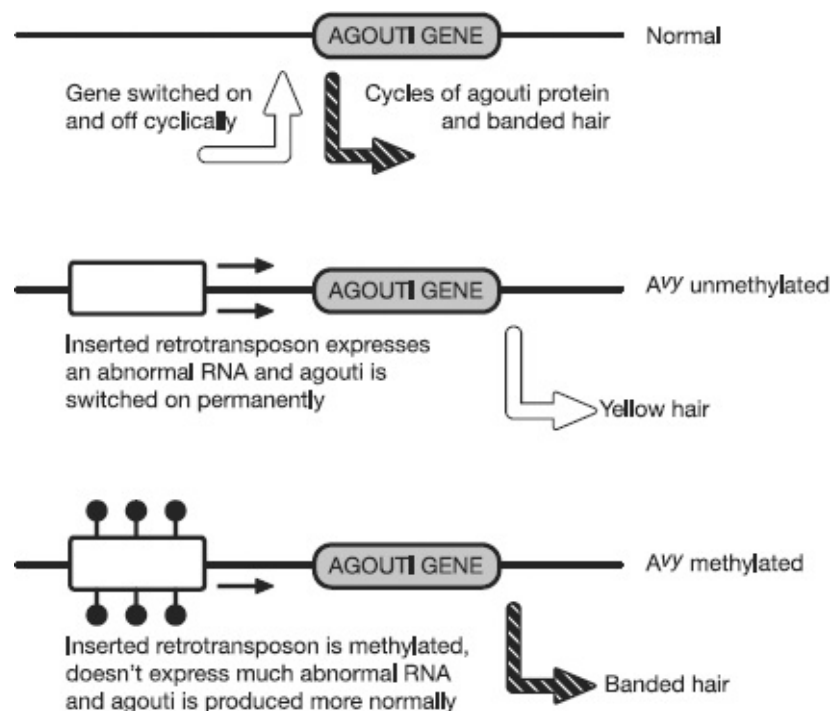 AGOUTI GENE
Normal
Gene switched on
and off cyclically
Cycles of agouti protein
and banded hair
AGOUTI GENE
Avy unmethylated
Inserted retrotransposon expresses
an abnormal RNA and agouti is
switched on permanently
Yellow hair
AGOUTI GENE
Avy methylated
Inserted retrotransposon is methylated,
doesn't express much abnormal RNA
and agouti is produced more normally
Banded hair